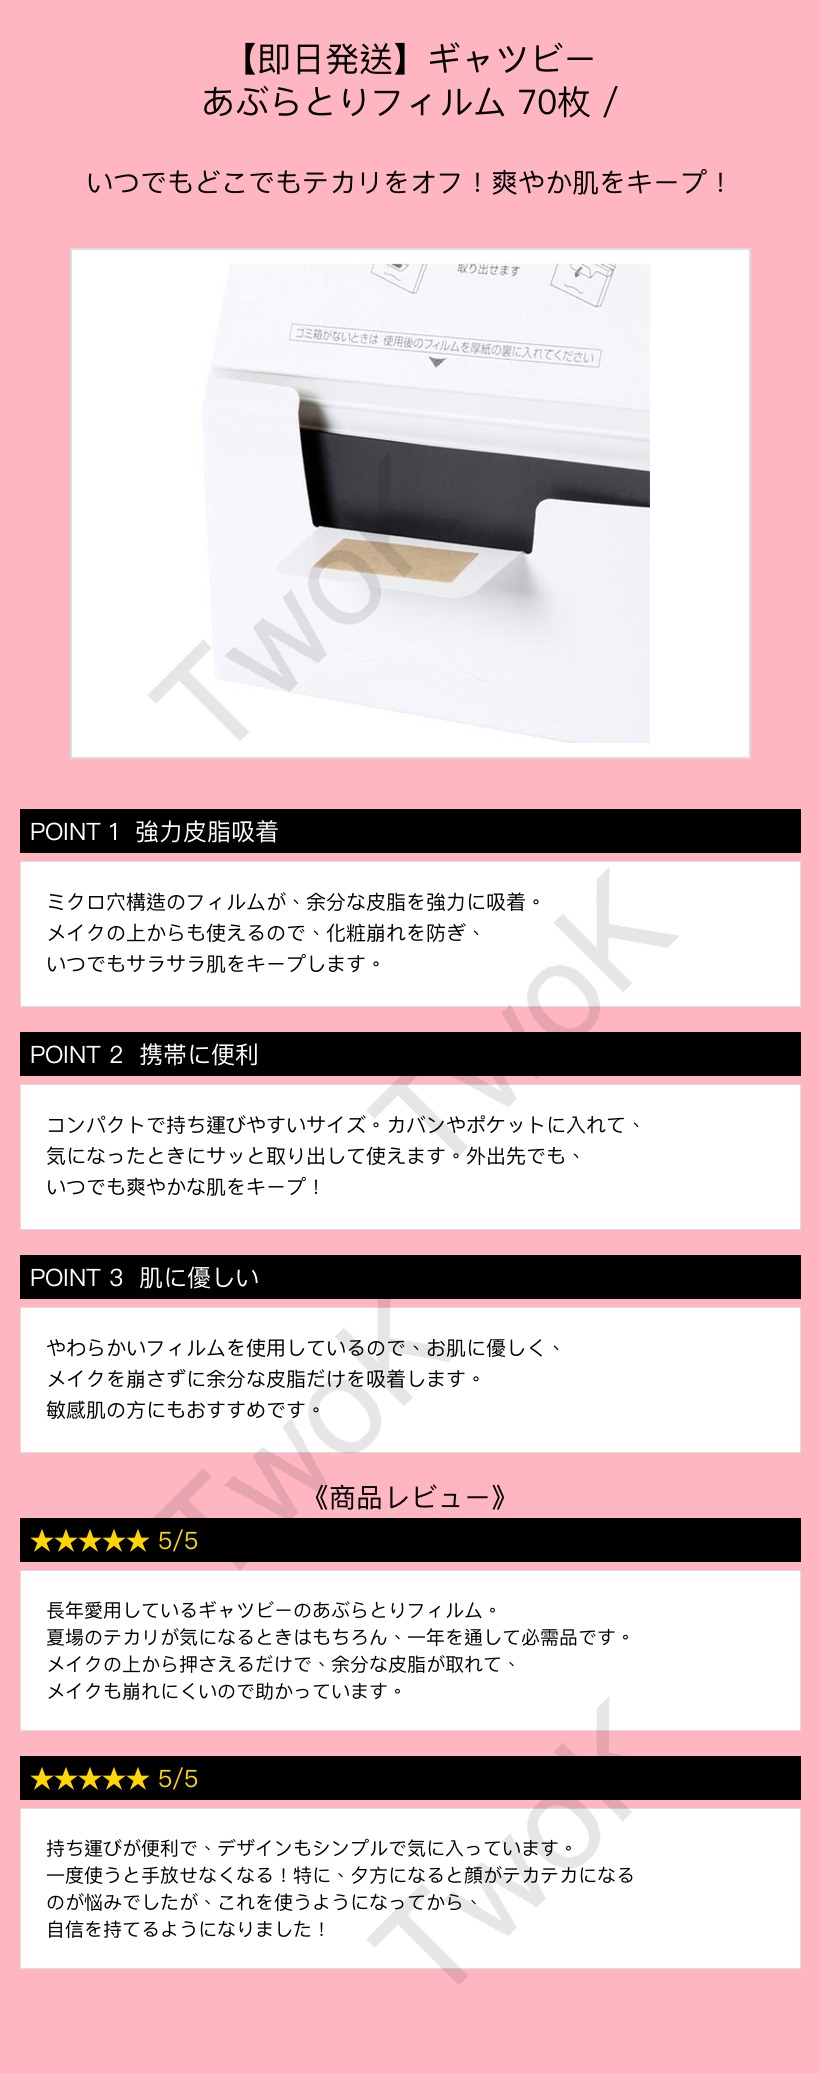 【即日発送】ギャツビー
あぶらとりフィルム 70枚 /
いつでもどこでもテカリをオフ！爽やか肌をキープ！
取り出せます
ゴミ箱がないときは 使用後のフィルムを厚紙の裏に入れてください
TwoK
POINT 1 強力皮脂吸着
ミクロ穴構造のフィルムが、余分な皮脂を強力に吸着。
メイクの上からも使えるので、化粧崩れを防ぎ、
いつでもサラサラ肌をキープします。
TwoK
POINT 2 携帯に便利
コンパクトで持ち運びやすいサイズ。カバンやポケットに入れて、
気になったときにサッと取り出して使えます。外出先でも、
いつでも爽やかな肌をキープ！
POINT 3 肌に優しい
やわらかいフィルムを使用しているので、お肌に優しく、
メイクを崩さずに余分な皮脂だけを吸着します。
敏感肌の方にもおすすめです。
TwoK
《商品レビュー》
★★★★★ 5/5
長年愛用しているギャツビーのあぶらとりフィルム。
夏場のテカリが気になるときはもちろん、一年を通して必需品です。
メイクの上から押さえるだけで、余分な皮脂が取れて、
メイクも崩れにくいので助かっています。
★★★★★ 5/5
持ち運びが便利で、デザインもシンプルで気に入っています。
一度使うと手放せなくなる！特に、夕方になると顔がテカテカになる
のが悩みでしたが、これを使うようになってから、
自信を持てるようになりました！
TwoK